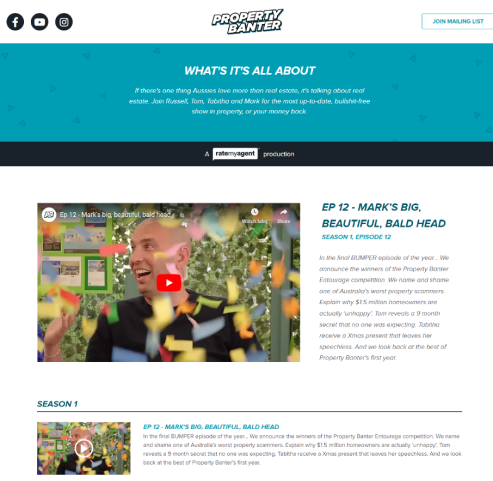 PROPERTY
BANTER
JOIN MAILING LIST
WHAT'S IT'S ALL ABOUT
If there's one thing Aussies love more than real estate, it's talking about real
estate. Join Russell, Tom, Tabitha and Mark for the most up-to-date, bullshit-free
show in property, or your money back.
A ratemyagent production
Ep 12 - Mark's big, beautiful, bald head
Watch later
Share
EP 12 - MARK'S BIG,
BEAUTIFUL, BALD HEAD
SEASON 1, EPISODE 12
In the final BUMPER episode of the year... We
announce the winners of the Property Banter
Entourage competition. We name and shame
one of Australia's worst property scammers.
Explain why $1.5 million homeowners are
actually 'unhappy'. Tom reveals a 9 month
secret that no one was expecting. Tabitha
receive a Xmas present that leaves her
speechless. And we look back at the best of
Property Banter's first year.
SEASON 1
EP 12 - MARK'S BIG, BEAUTIFUL, BALD HEAD
In the final BUMPER episode of the year... We announce the winners of the Property Banter Entourage competition. We name
and shame one of Australia's worst property scammers. Explain why $1.5 million homeowners are actually 'unhappy'. Tom
reveals a 9 month secret that no one was expecting. Tabitha receive a Xmas present that leaves her speechless. And we look
back at the best of Property Banter's first year.